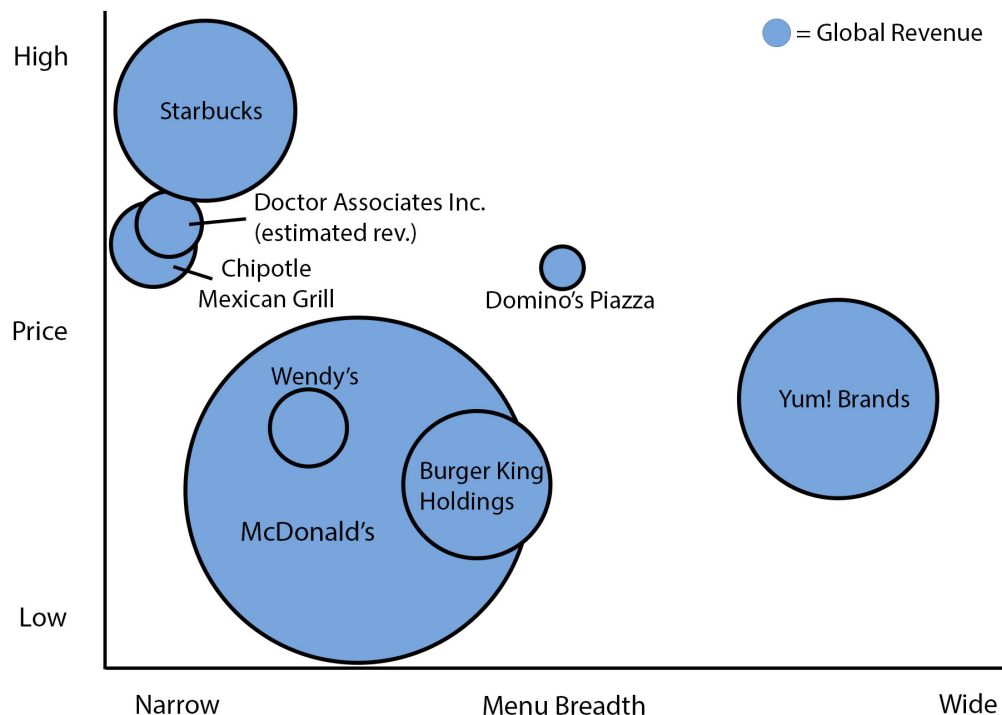 High
= Global Revenue
Starbucks
Doctor Associates Inc.
(estimated rev.)
Chipotle
Mexican Grill
Domino's Piazza
Price
Wendy's
Yum! Brands
Burger King
Holdings
McDonald's
Low
Narrow
Menu Breadth
Wide